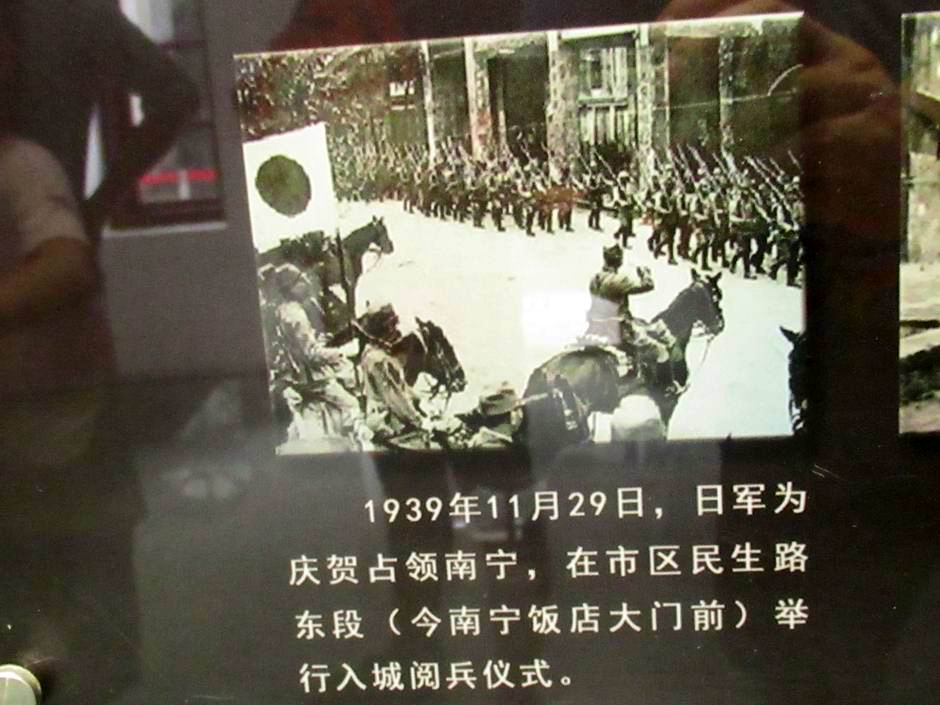 1939年11月29日，日军为
庆贺占领南宁，在市区民生路
东段（今南宁饭店大门前）举
行入城阅兵仪式。